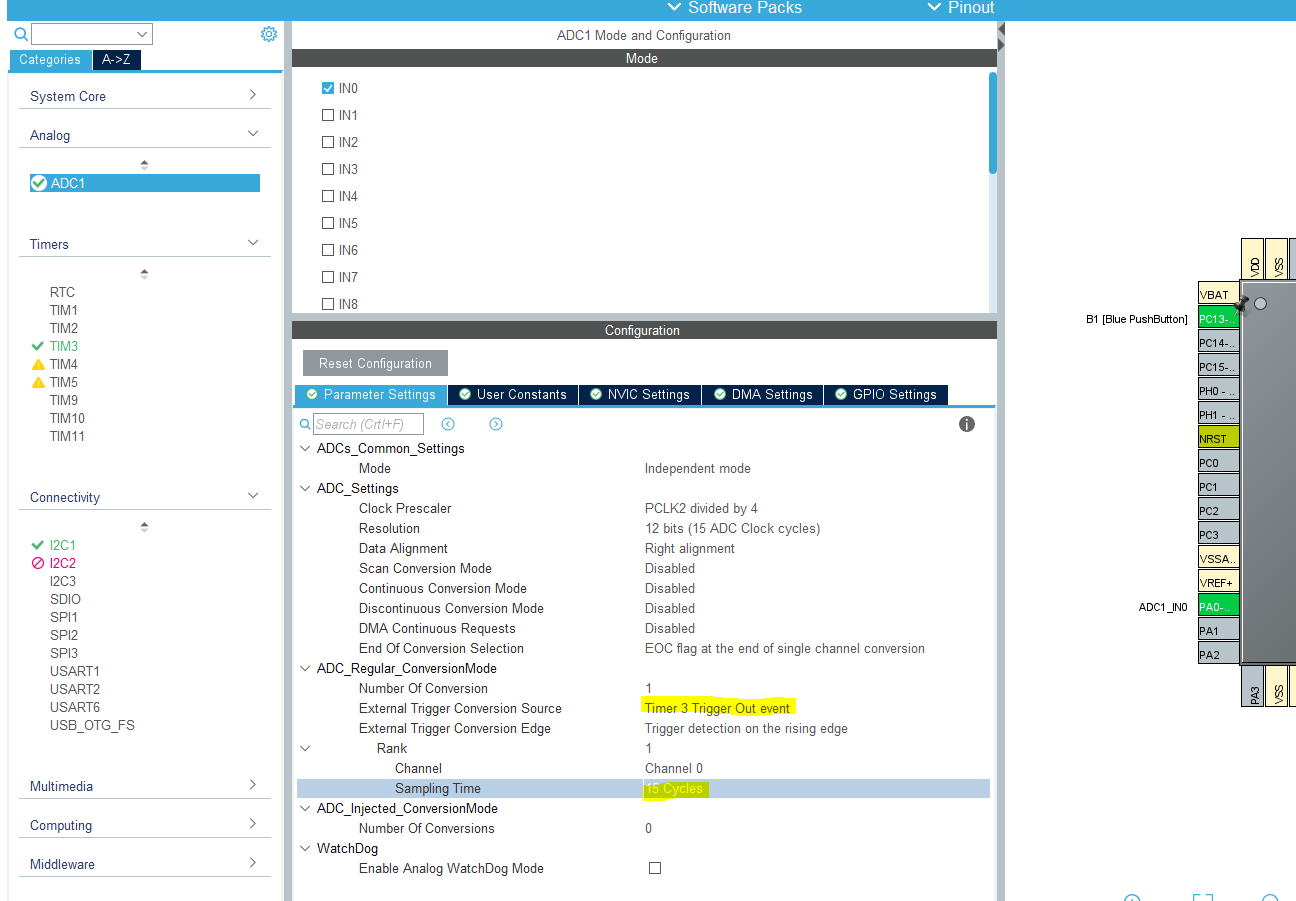 Software Packs
Pinout
Categories
A->Z
System Core
Analog
ADC1
Timers
RTC
TIM1
TIM2
TIM3
TIM4
TIM5
TIM9
TIM10
TIM11
Connectivity
I2C1
I2C2
I2C3
SDIO
SPI1
SPI2
SPI3
USART1
USART2
USART6
USB_OTG_FS
Multimedia
Computing
Middleware
ADC1 Mode and Configuration
Mode
IN0
IN1
IN2
IN3
IN4
IN5
IN6
IN7
IN8
Configuration
Reset Configuration
Parameter Settings
User Constants
NVIC Settings
DMA Settings
GPIO Settings
Search (Crtl+F)
ADCs_Common_Settings
Mode Independent mode
ADC_Settings
Clock Prescaler PCLK2 divided by 4
Resolution 12 bits (15 ADC Clock cycles)
Data Alignment Right alignment
Scan Conversion Mode Disabled
Continuous Conversion Mode Disabled
Discontinuous Conversion Mode Disabled
DMA Continuous Requests Disabled
End Of Conversion Selection EOC flag at the end of single channel conversion
ADC_Regular_ConversionMode
Number Of Conversion 1
External Trigger Conversion Source Timer 3 Trigger Out event
External Trigger Conversion Edge Trigger detection on the rising edge
Rank 1
Channel Channel 0
Sampling Time 15 Cycles
ADC_Injected_ConversionMode
Number Of Conversions 0
WatchDog
Enable Analog WatchDog Mode
VDD
VSS
VBAT
B1 [Blue PushButton] PC13-..
PC14-..
PC15-..
PH0 - ..
PH1 - ..
NRST
PC0
PC1
PC2
PC3
VSSA..
VREF+
ADC1_IN0 PA0-..
PA1
PA2
PA3
VSS